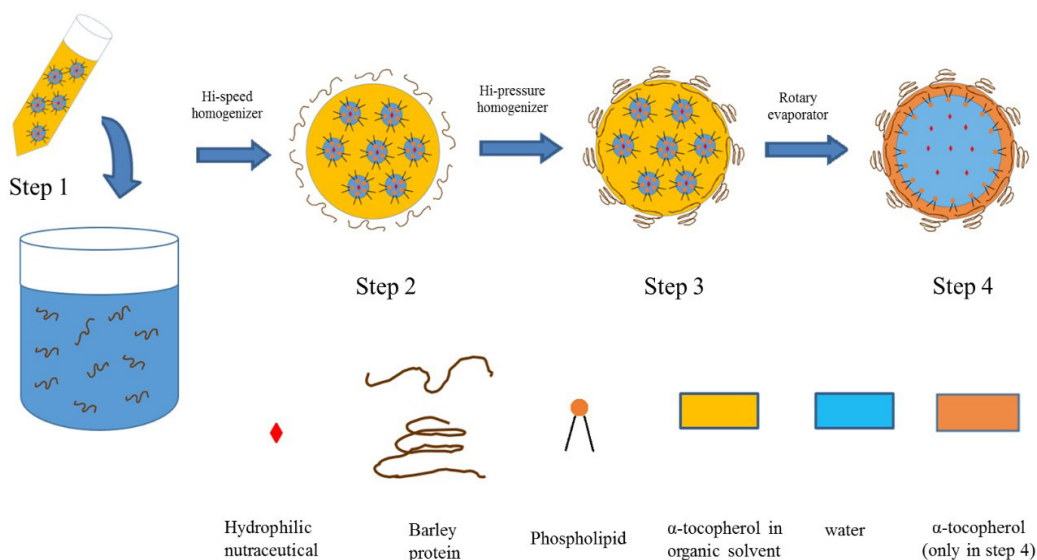 Step 1
Hi-speed
homogenizer
Step 2
Hi-pressure
homogenizer
Step 3
Rotary
evaporator
Step 4
Hydrophilic
nutraceutical
Barley
protein
Phospholipid
α-tocopherol in
organic solvent
water
α-tocopherol
(only in step 4)